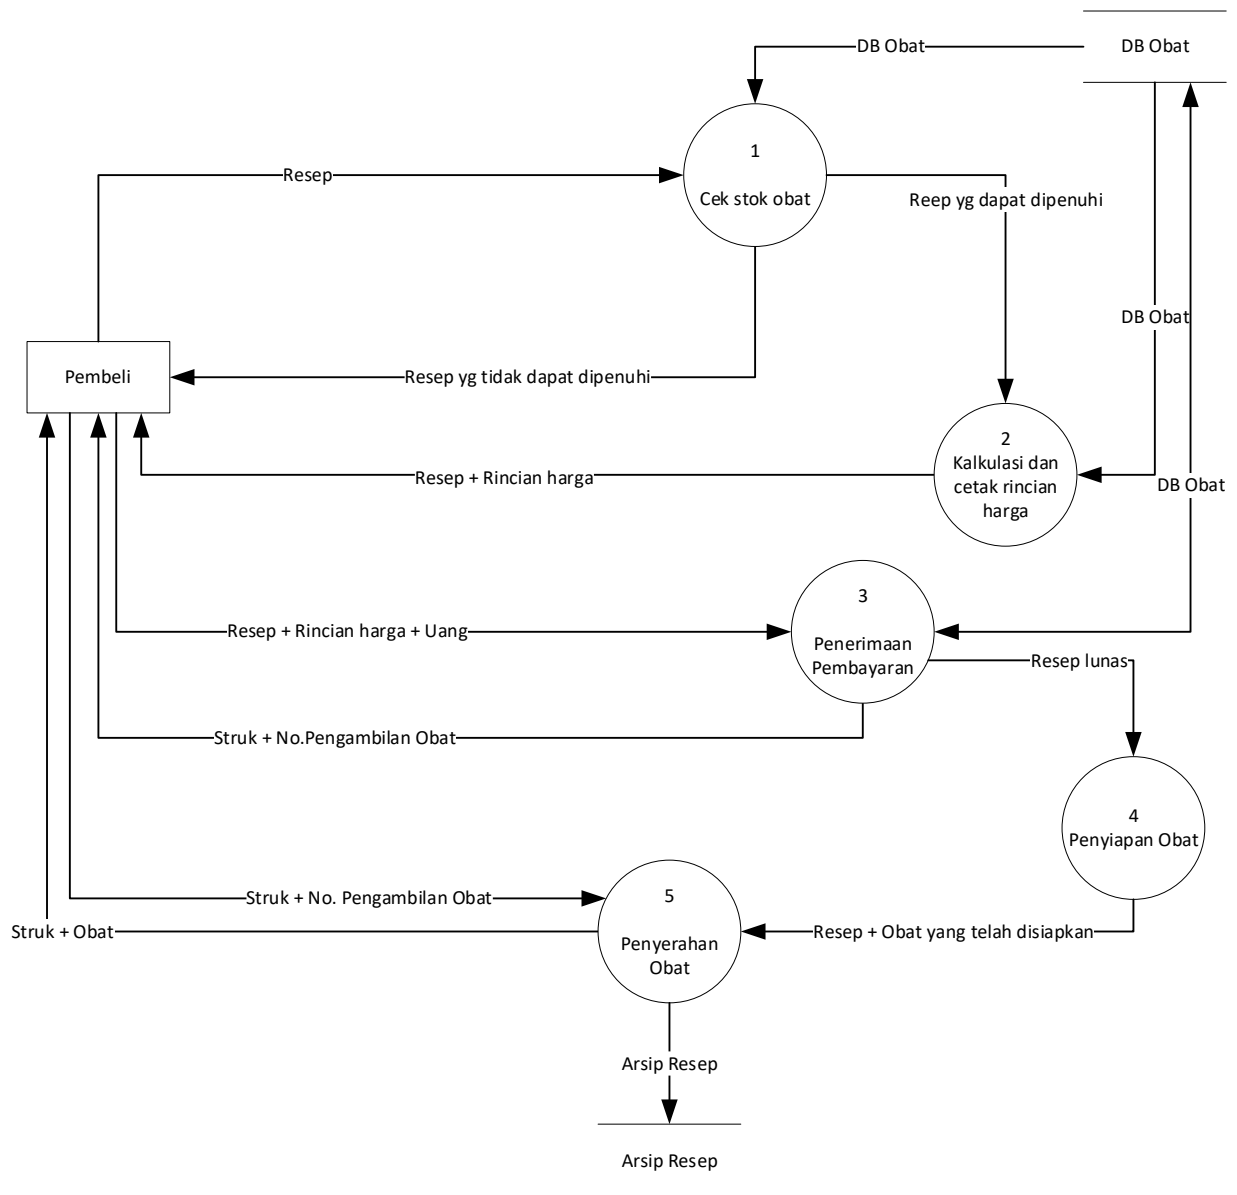 DB Obat
DB Obat
1
Cek stok obat
Resep
Reep yg dapat dipenuhi
DB Obat
Pembeli
Resep yg tidak dapat dipenuhi
2
Kalkulasi dan
cetak rincian
harga
Resep + Rincian harga
DB Obat
3
Penerimaan
Pembayaran
Resep + Rincian harga + Uang
Resep lunas
Struk + No.Pengambilan Obat
4
Penyiapan Obat
Struk + No. Pengambilan Obat
5
Penyerahan
Obat
Struk + Obat
Resep + Obat yang telah disiapkan
Arsip Resep
Arsip Resep